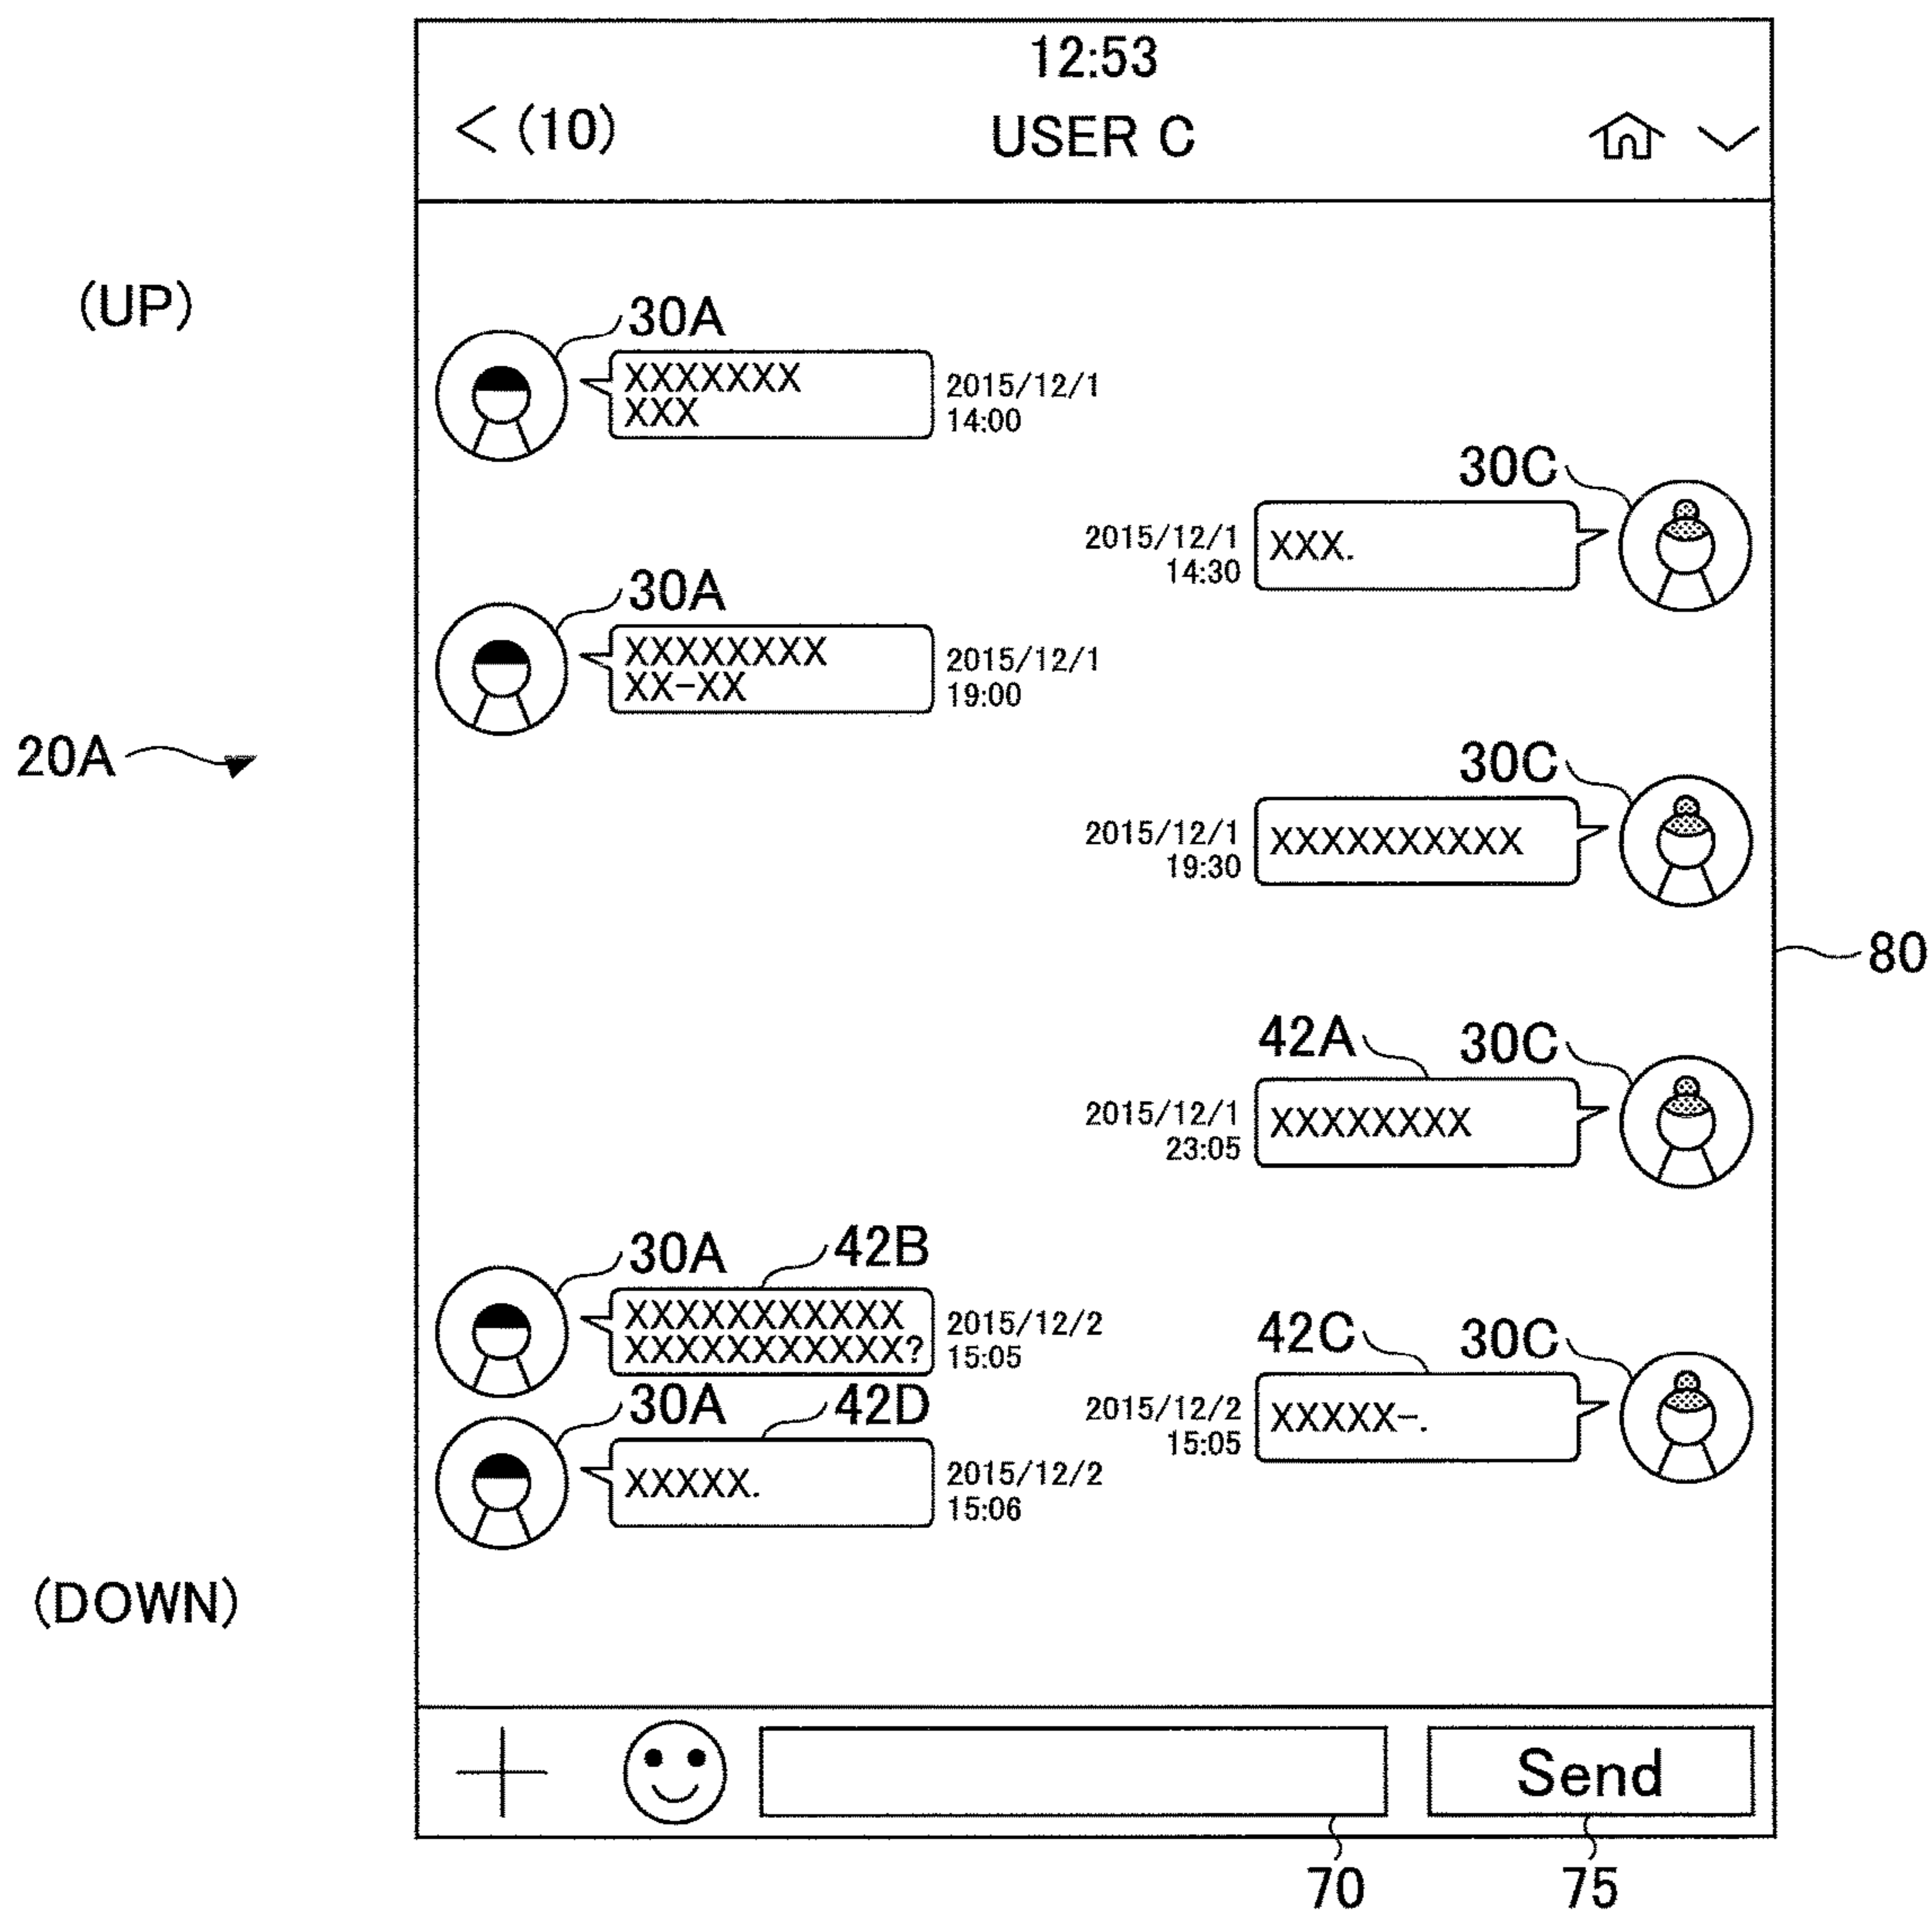 12:53
<(10)
USER C
(UP)
30A
XXXXXXX
XXX
2015/12/1
14:00
30C
2015/12/1
14:30
XXX.
30A
XXXXXXXX
XX-XX
2015/12/1
19:00
20A
30C
2015/12/1
19:30
XXXXXXXXXX
80
42A
30C
2015/12/1
23:05
XXXXXXXX
30A
42B
XXXXXXXXXXX
XXXXXXXXXXX?
2015/12/2
15:05
42C
30C
2015/12/2
15:05
XXXXX-.
30A
42D
XXXXX.
2015/12/2
15:06
(DOWN)
Send
70
75